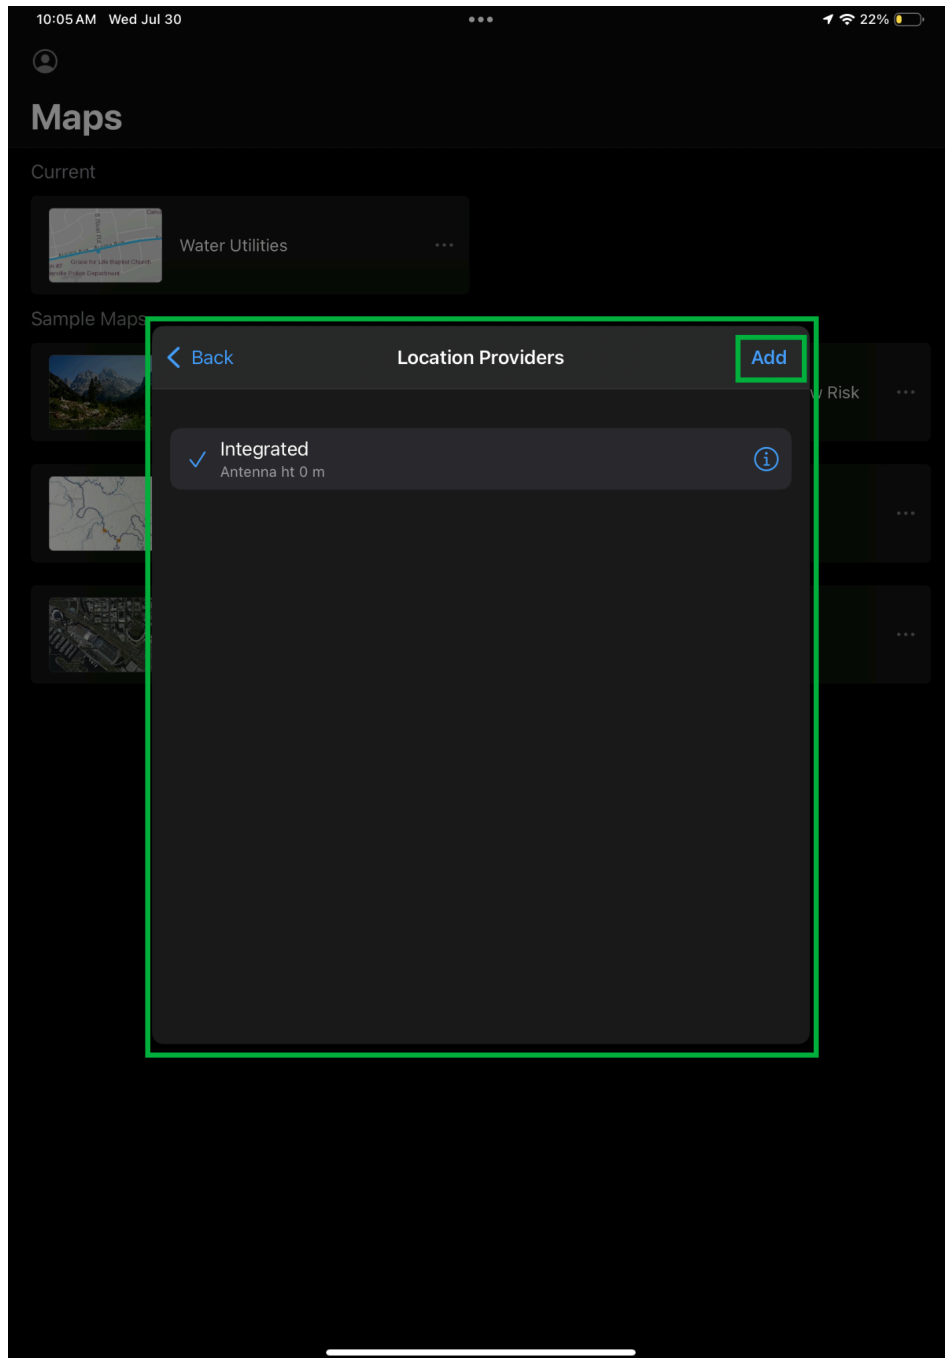 10:05 AM Wed Jul 30
22%
Maps
Current
Water Utilities
Sample Maps
Back
Location Providers
Add
Risk
Integrated
Antenna ht 0 m